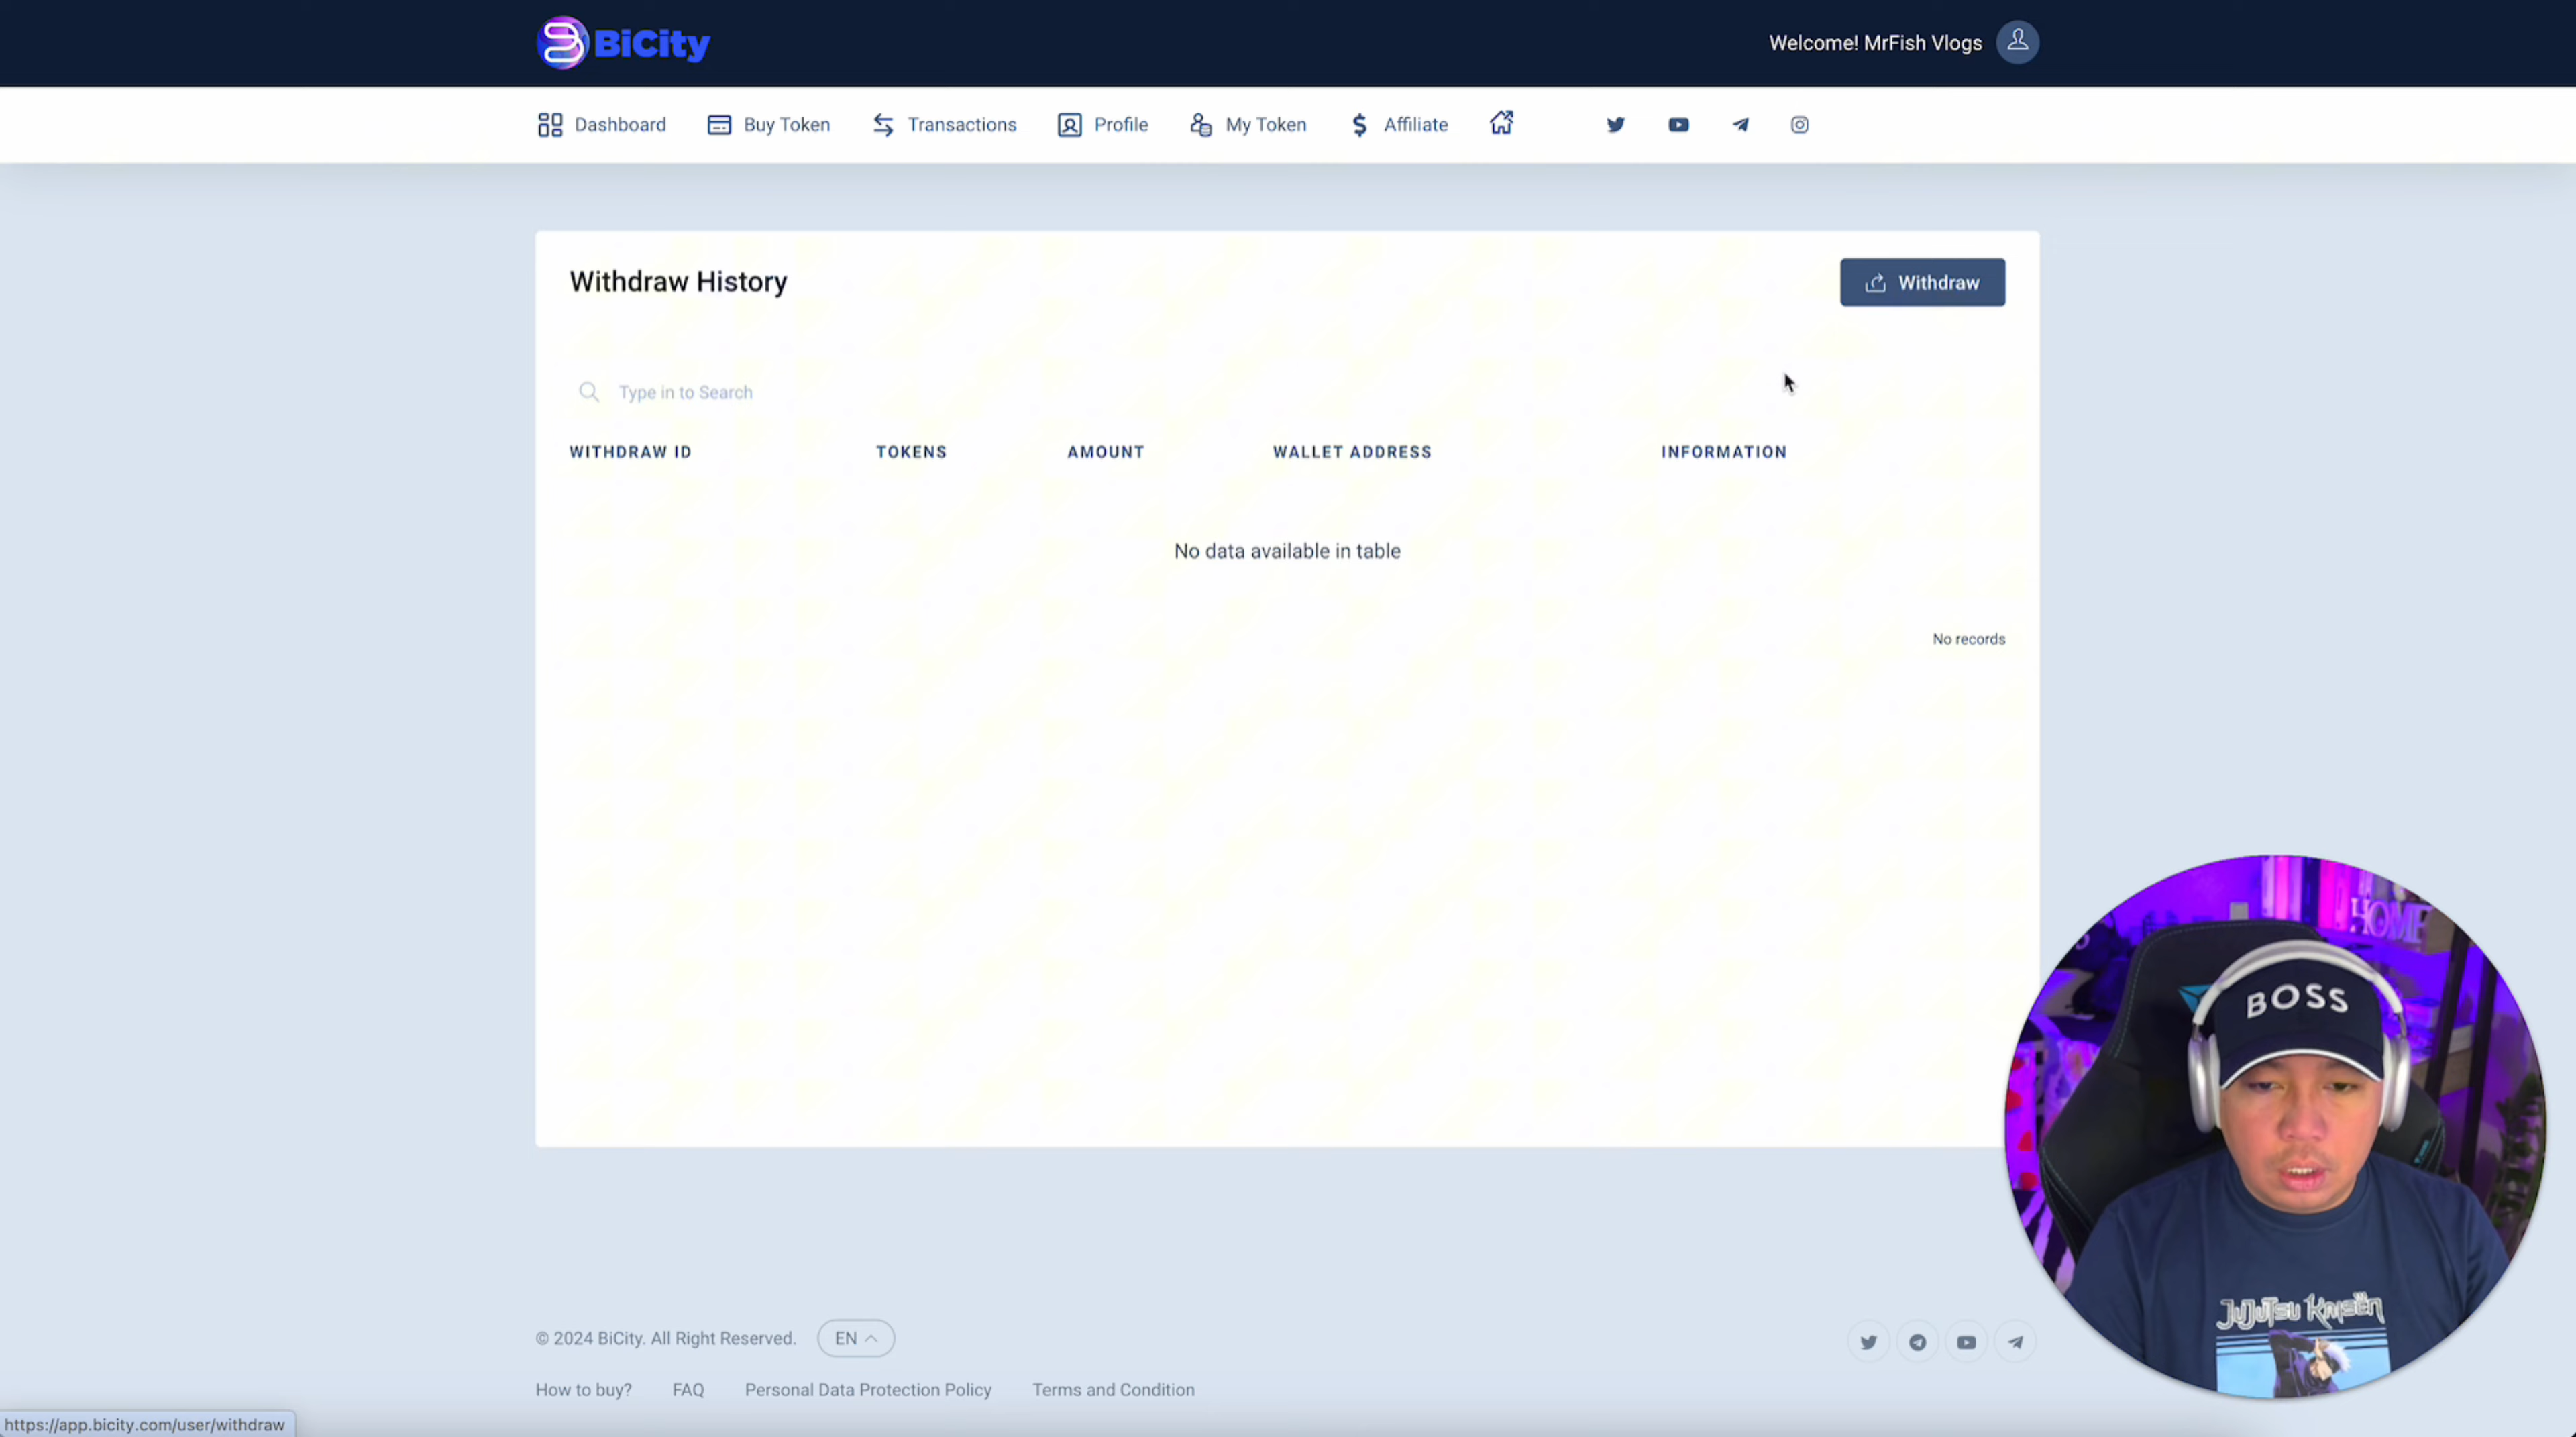 BiCity
Welcome! MrFish Vlogs
Dashboard Buy Token Transactions Profile My Token Affiliate
Withdraw History
Withdraw
Type in to Search
WITHDRAW ID TOKENS AMOUNT WALLET ADDRESS INFORMATION
No data available in table
No records
HOME
BOSS
JUJUTSU KAISEN
© 2024 BiCity. All Right Reserved. EN
How to buy? FAQ Personal Data Protection Policy Terms and Condition
https://app.bicity.com/user/withdraw